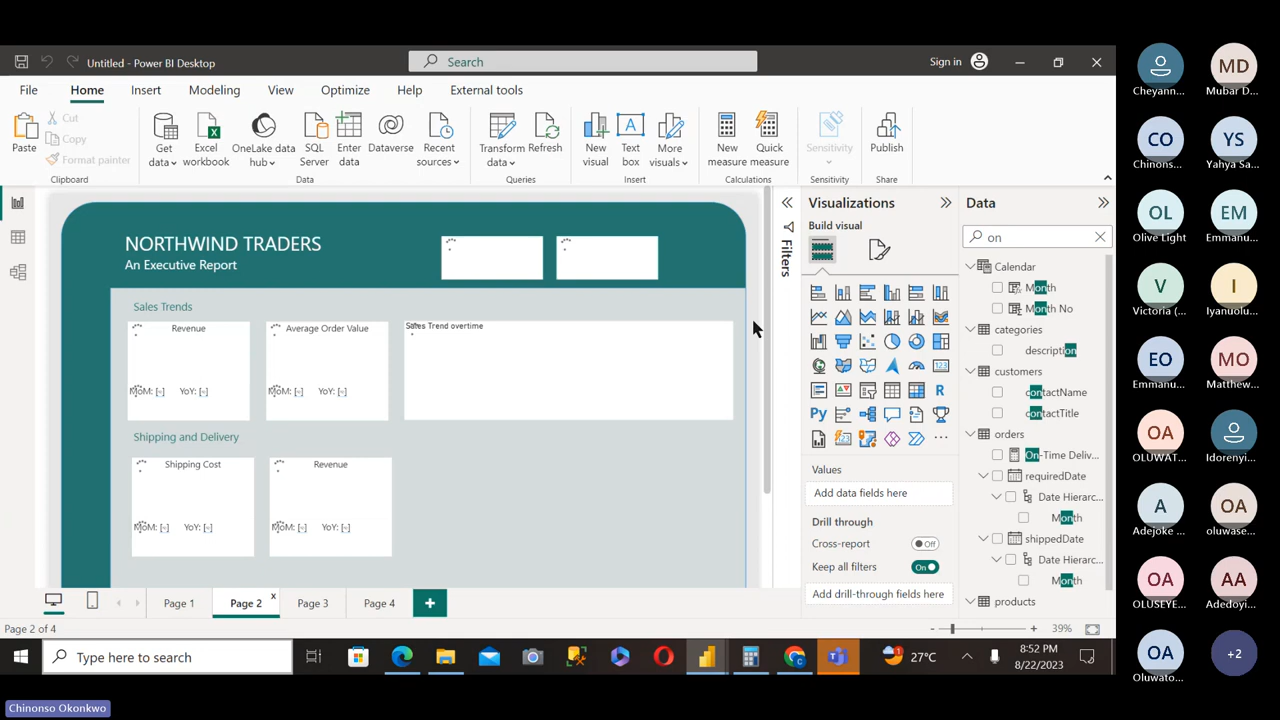 Untitled - Power BI Desktop
Search
Sign in
File
Home
Insert
Modeling
View
Optimize
Help
External tools
Paste
Cut
Copy
Format painter
Clipboard
Get data
Excel workbook
OneLake data hub
SQL Server
Enter data
Dataverse
Recent sources
Data
Transform data
Refresh
Queries
New visual
Text box
More visuals
Insert
New measure
Quick measure
Calculations
Sensitivity
Sensitivity
Publish
Share
NORTHWIND TRADERS
An Executive Report
Sales Trends
Revenue
MoM: [-] YoY: [-]
Average Order Value
MoM: [-] YoY: [-]
Sales Trend overtime
Shipping and Delivery
Shipping Cost
MoM: [-] YoY: [-]
Revenue
MoM: [-] YoY: [-]
Filters
Visualizations
Build visual
R
Py
123
...
Values
Add data fields here
Drill through
Cross-report
Off
Keep all filters
On
Add drill-through fields here
Data
on
Calendar
Month
Month No
categories
description
customers
contactName
contactTitle
orders
On-Time Deliv...
requiredDate
Date Hierarc...
Month
shippedDate
Date Hierarc...
Month
products
Page 1
Page 2 x
Page 3
Page 4
+
Page 2 of 4
- + 39%
Type here to search
27°C
8:52 PM
8/22/2023
Chinonso Okonkwo
Cheyann...
MD
Mubar D...
CO
Chinons...
YS
Yahya Sa...
OL
Olive Light
EM
Emmanu...
V
Victoria (...
I
Iyanuolu...
EO
Emmanu...
MO
Matthew...
OA
OLUWAT...
Idorenyi...
A
Adejoke ...
OA
oluwase...
OA
OLUSEYE...
AA
Adedoyi...
OA
Oluwato...
+2